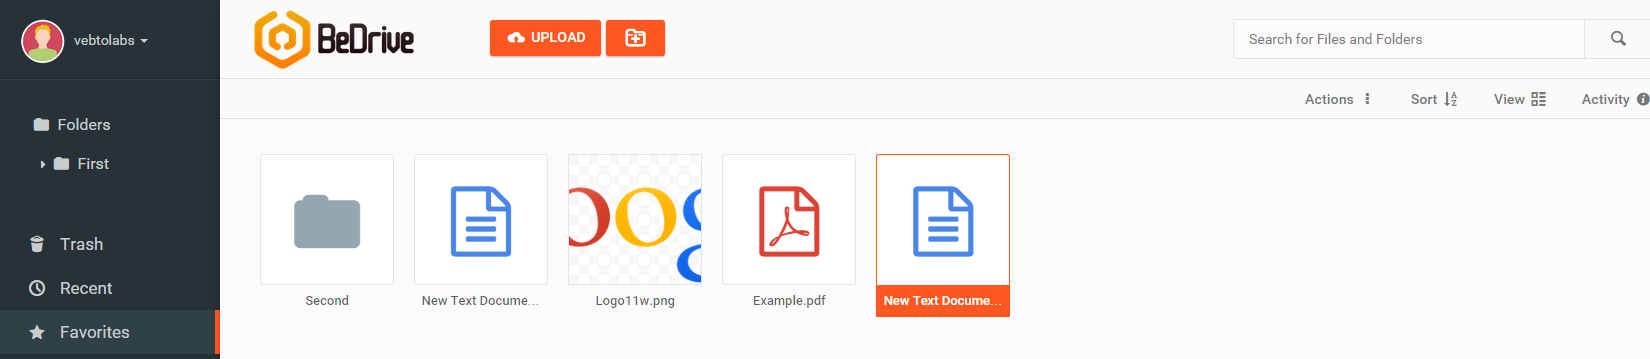 vebtolabs
BeDrive
UPLOAD
Search for Files and Folders
Actions
Sort
View
Activity
Folders
First
Trash
Recent
Favorites
Second
New Text Docume...
Logo11w.png
Example.pdf
New Text Docume...